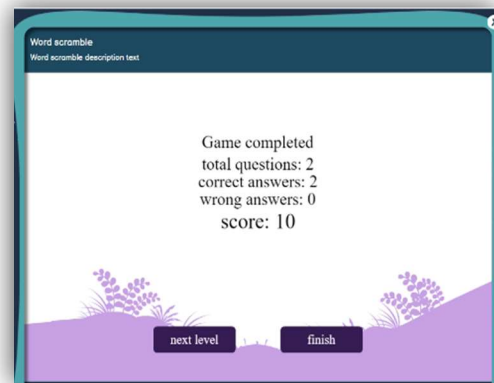 Word scramble
Word scramble description text
Game completed
total questions: 2
correct answers: 2
wrong answers: 0
score: 10
next level
finish